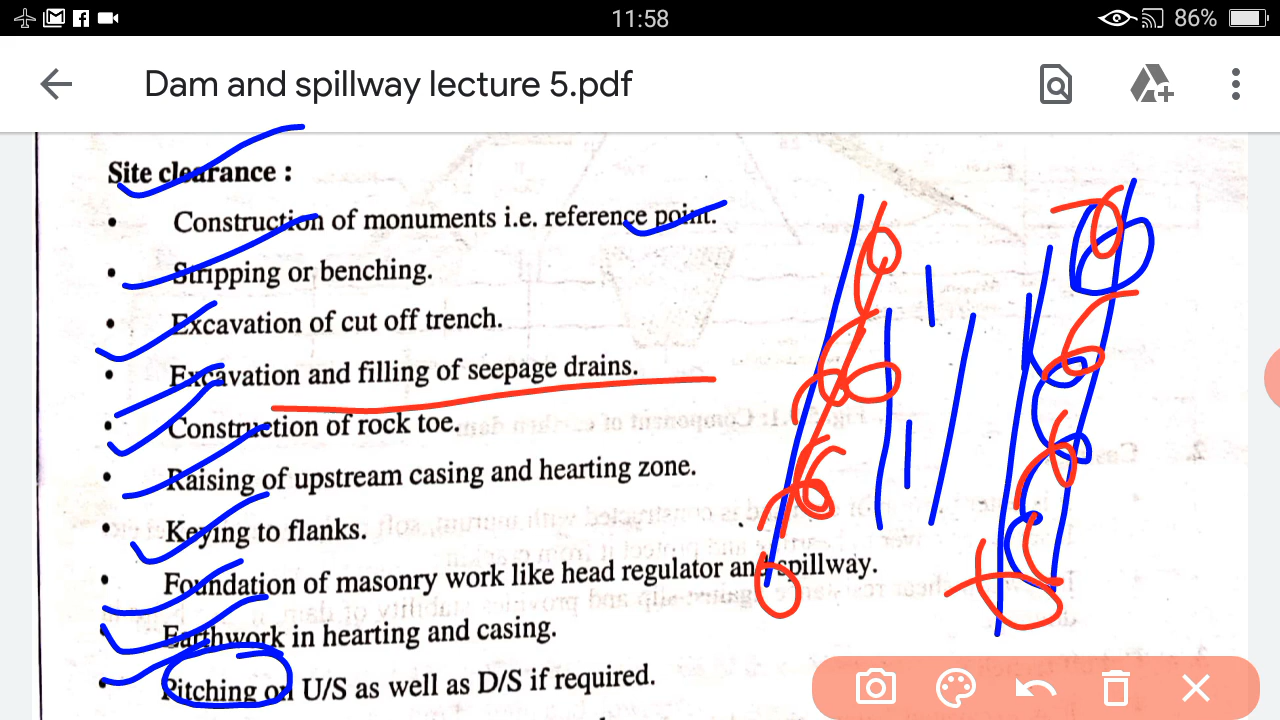 11:58
86%
Dam and spillway lecture 5.pdf
Site clearance :
• Construction of monuments i.e. reference point.
• Stripping or benching.
• Excavation of cut off trench.
• Excavation and filling of seepage drains.
• Construction of rock toe.
• Raising of upstream casing and hearting zone.
• Keying to flanks.
• Foundation of masonry work like head regulator and spillway.
• Earthwork in hearting and casing.
• Pitching on U/S as well as D/S if required.